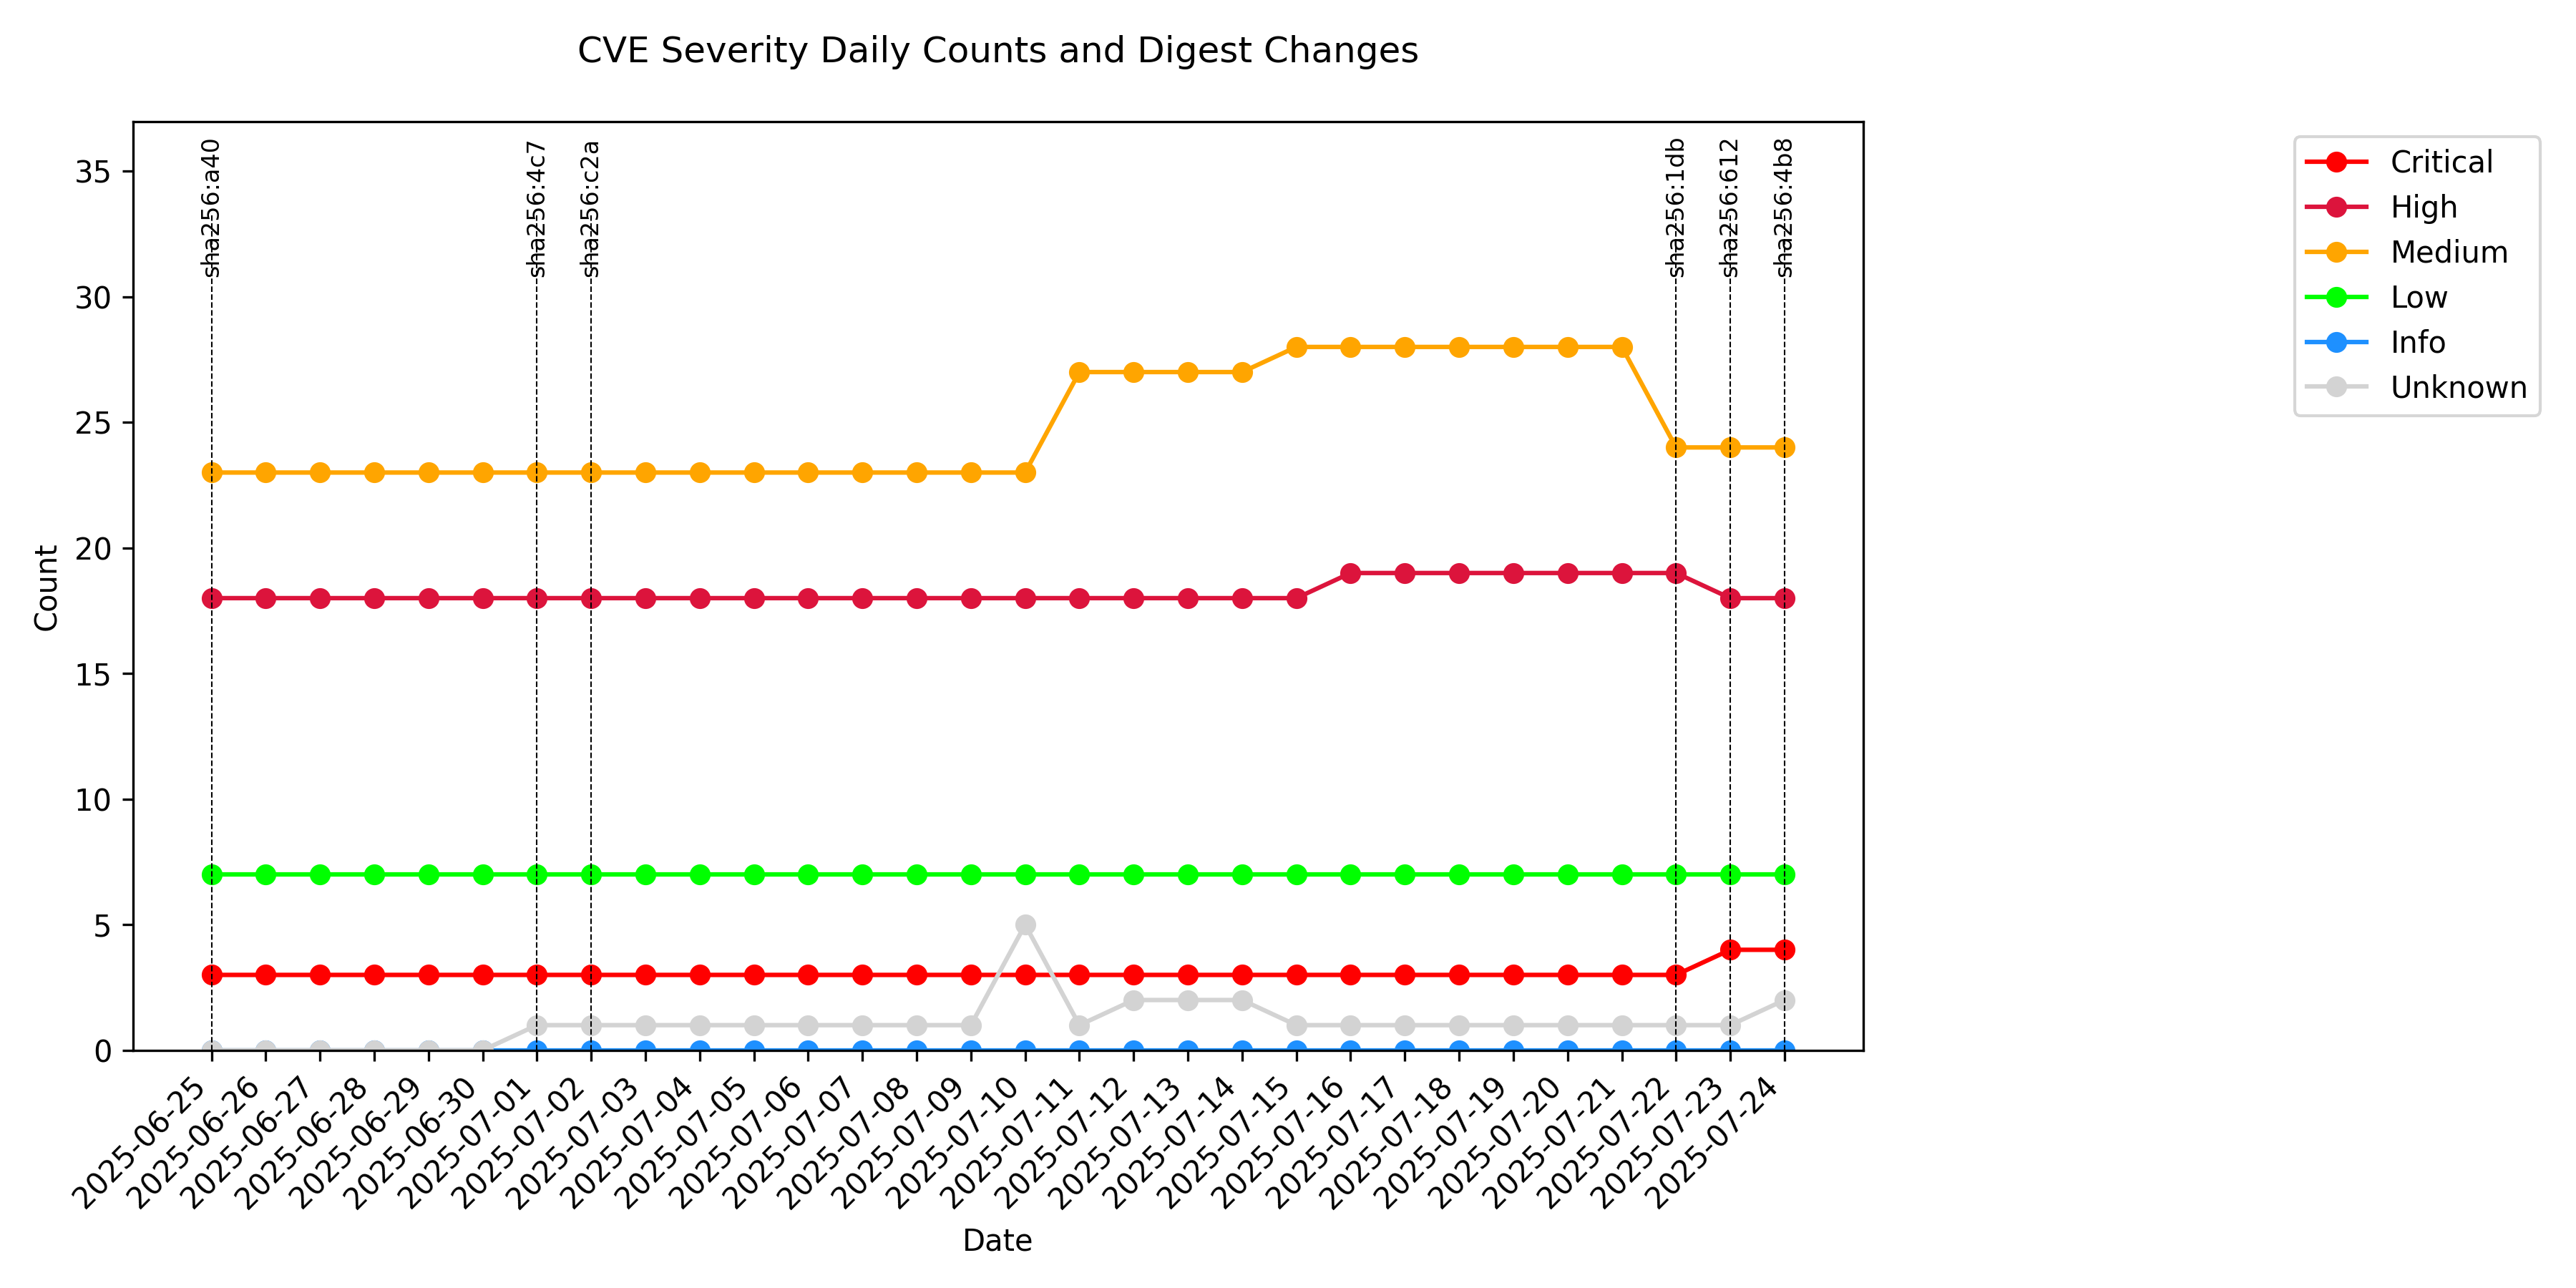 CVE Severity Daily Counts and Digest Changes
sha256:a40
sha256:4c7
sha256:c2a
sha256:1db
sha256:612
sha256:4b8
Critical
High
Medium
Low
Info
Unknown
Count
35
30
25
20
15
10
5
0
2025-06-25
2025-06-26
2025-06-27
2025-06-28
2025-06-29
2025-06-30
2025-07-01
2025-07-02
2025-07-03
2025-07-04
2025-07-05
2025-07-06
2025-07-07
2025-07-08
2025-07-09
2025-07-10
2025-07-11
2025-07-12
2025-07-13
2025-07-14
2025-07-15
2025-07-16
2025-07-17
2025-07-18
2025-07-19
2025-07-20
2025-07-21
2025-07-22
2025-07-23
2025-07-24
Date